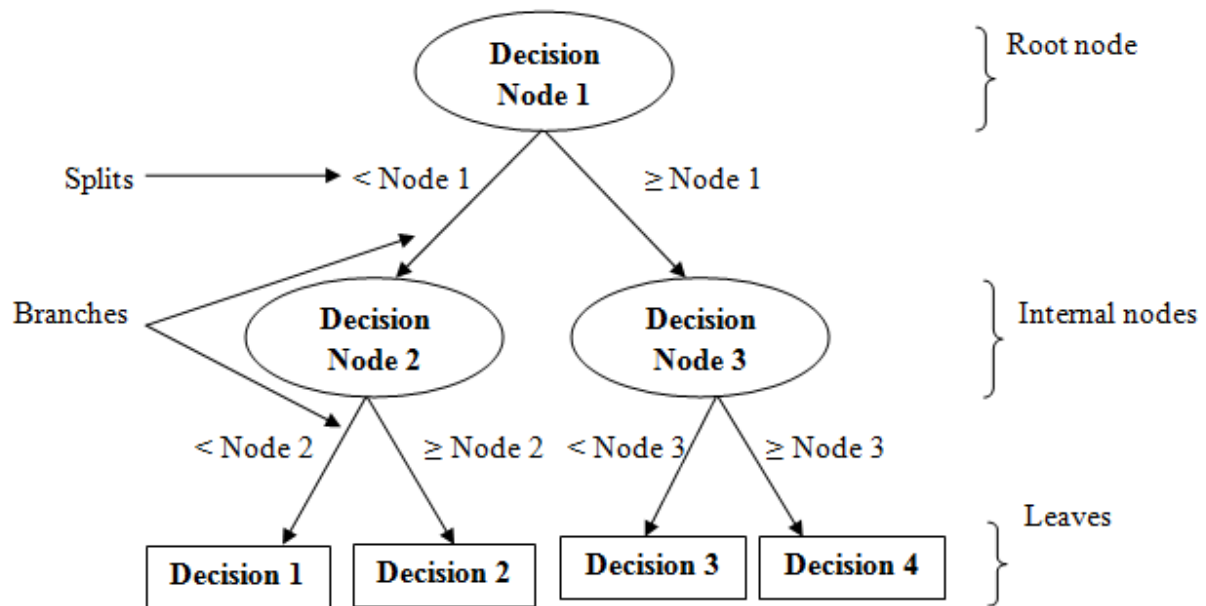 Decision
Node 1
Root node
Splits
< Node 1
≥ Node 1
Branches
Decision
Node 2
Decision
Node 3
Internal nodes
< Node 2
≥ Node 2
< Node 3
≥ Node 3
Leaves
Decision 1
Decision 2
Decision 3
Decision 4